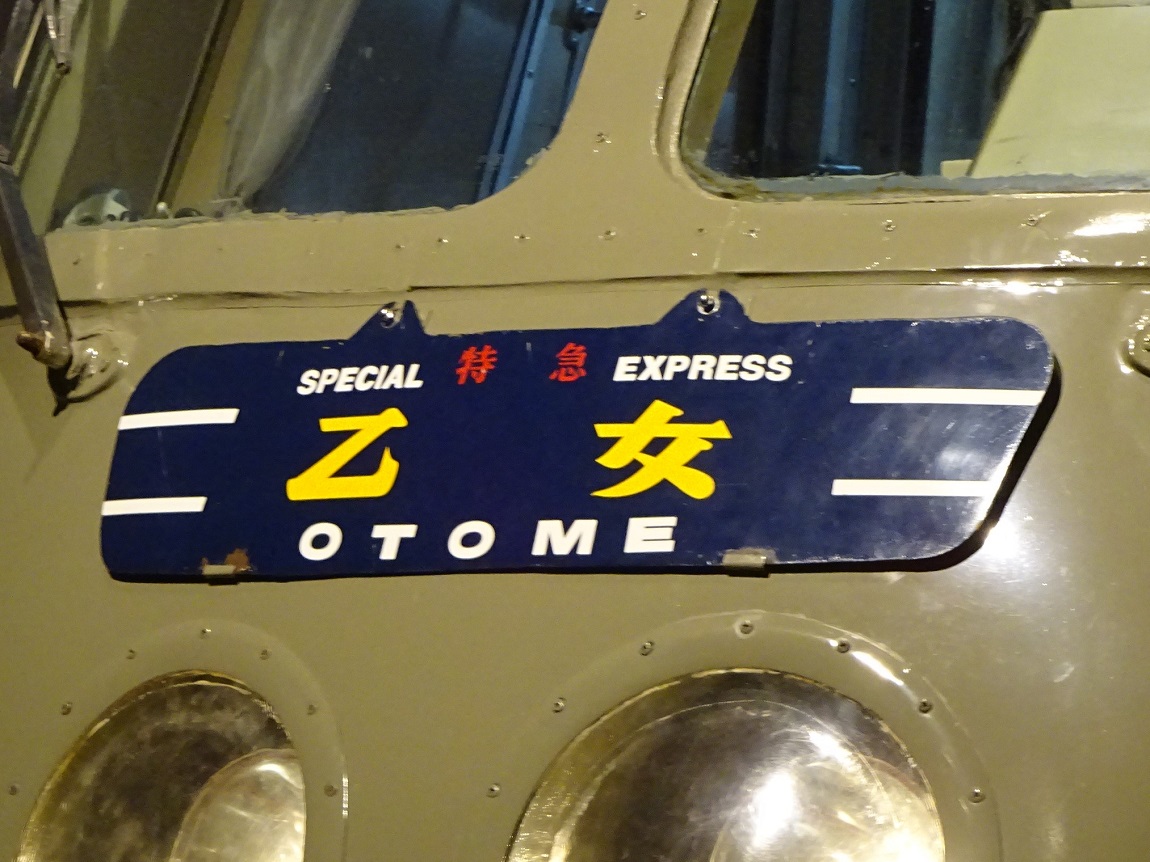 SPECIAL 特急 EXPRESS
乙女
OTOME